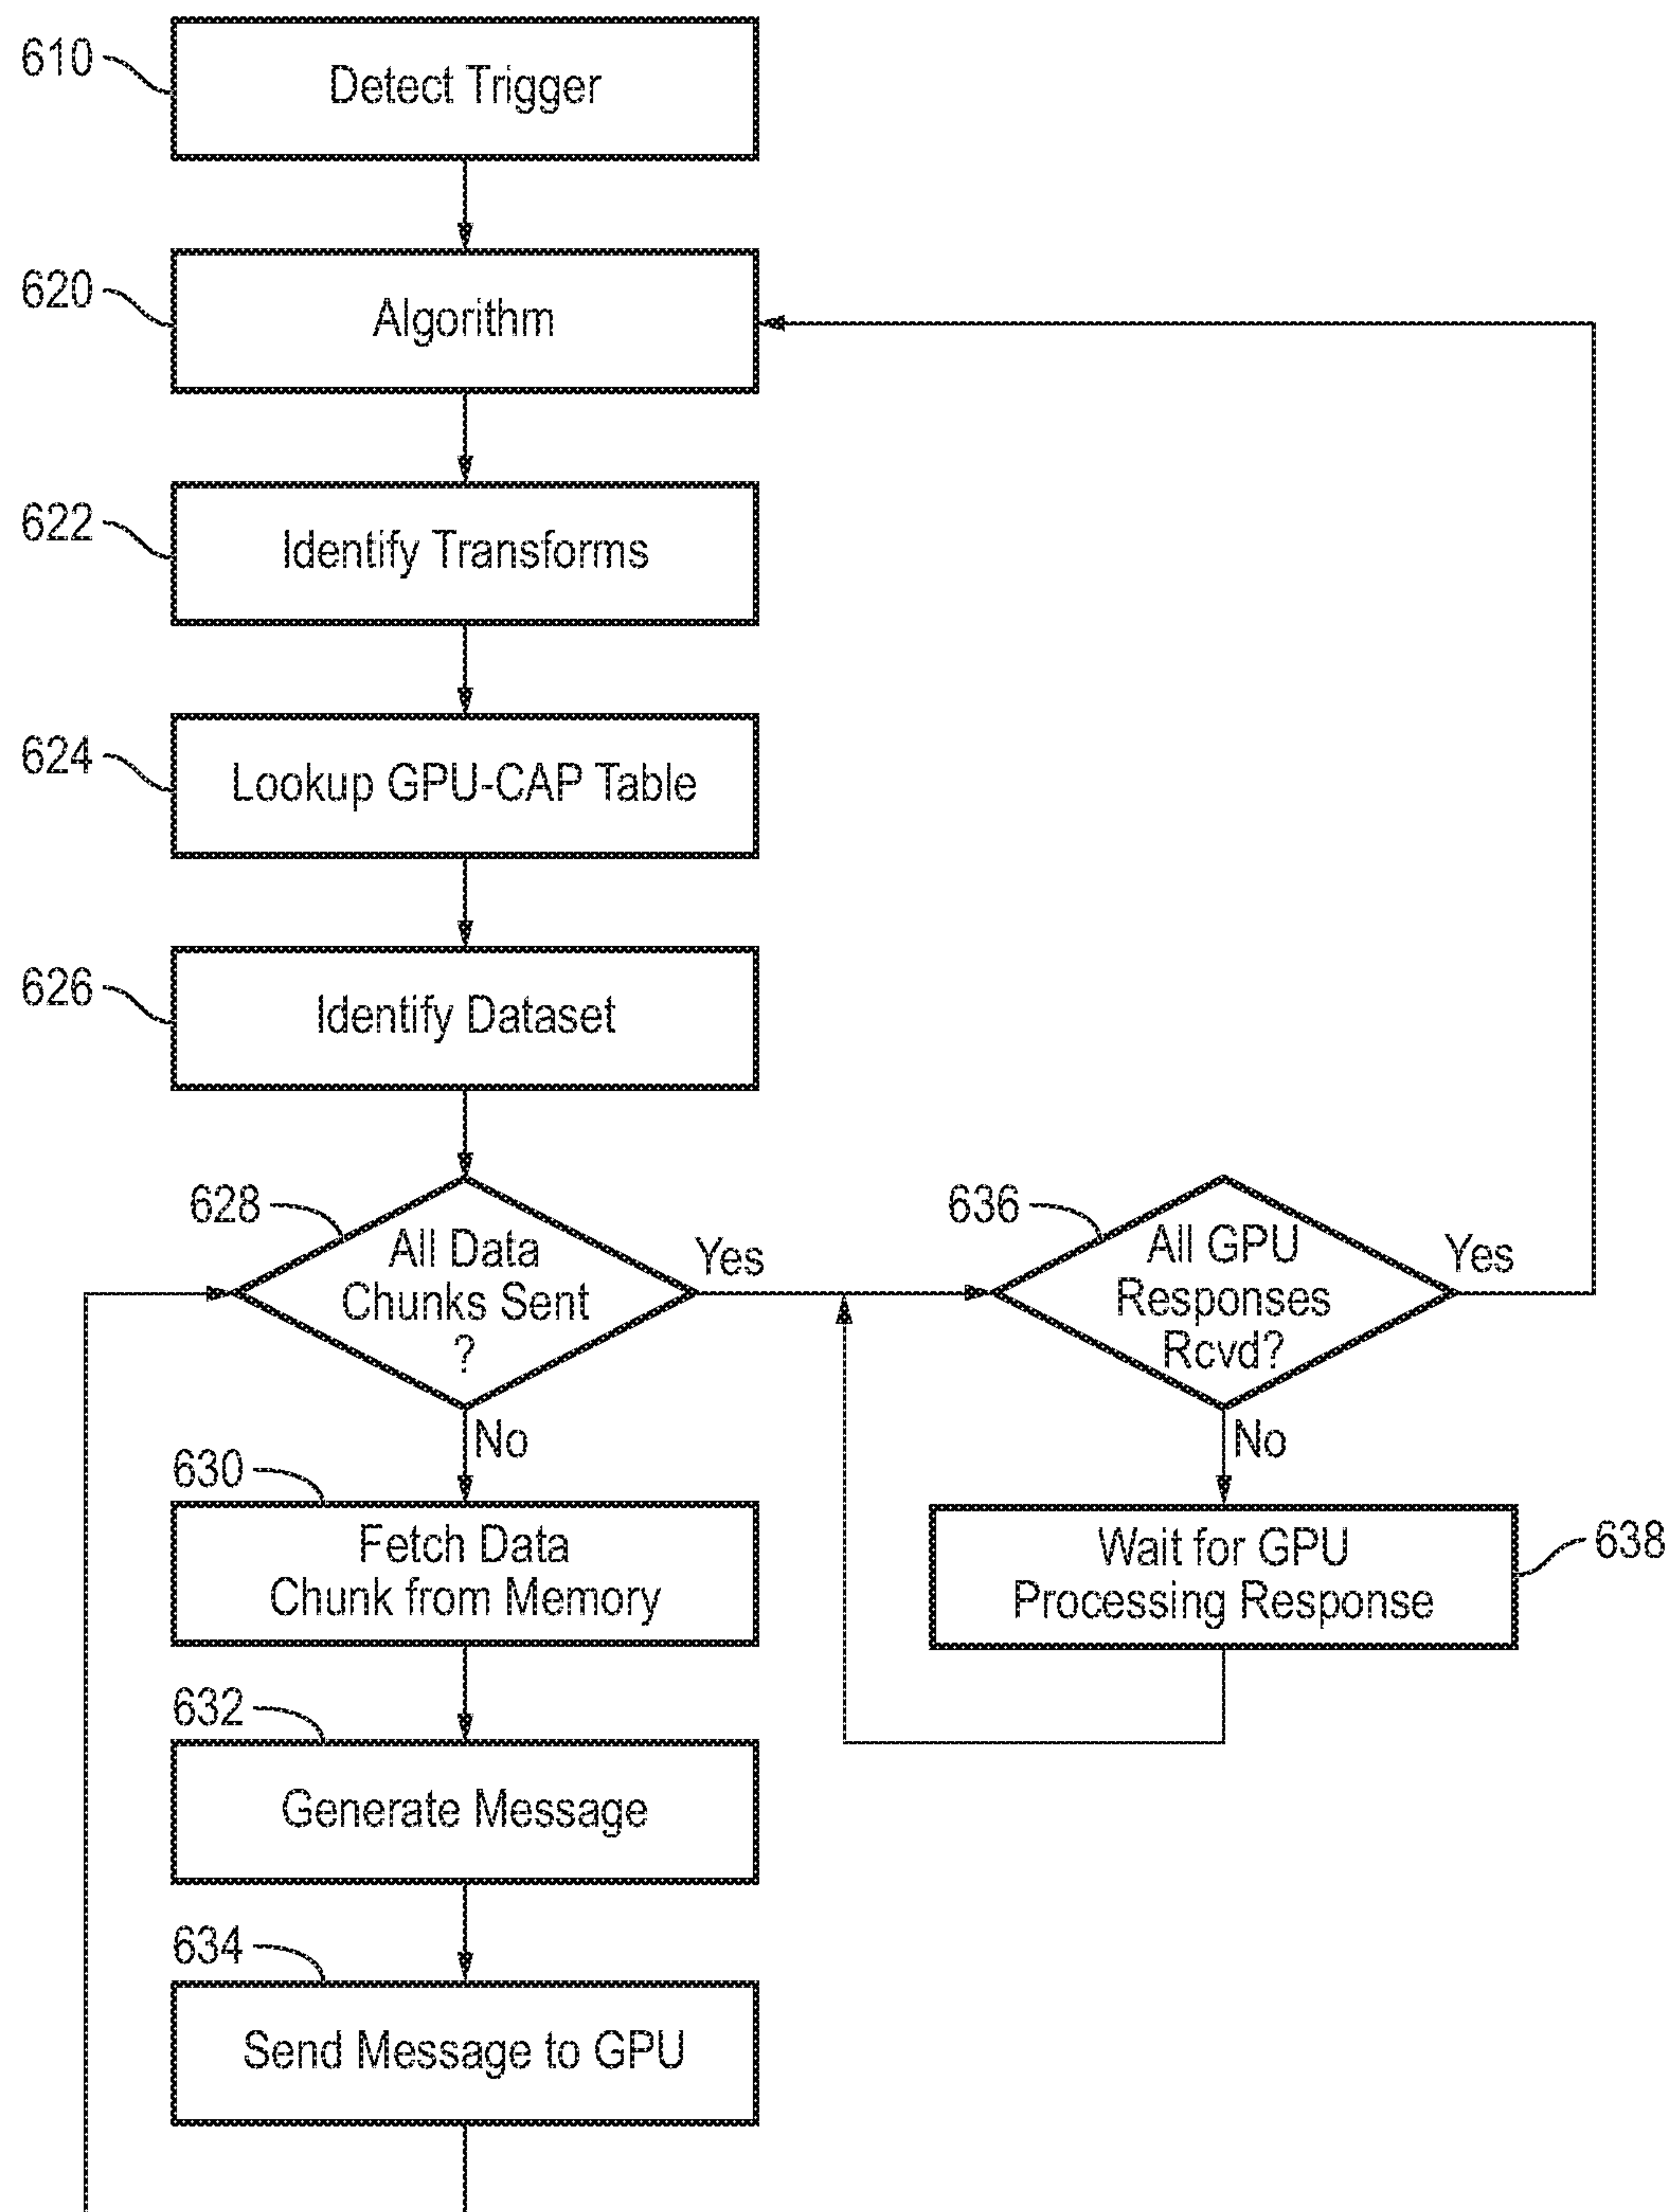 610
Detect Trigger
620
Algorithm
622
Identify Transforms
624
Lookup GPU-CAP Table
626
Identify Dataset
628
All Data
Chunks Sent
?
Yes
No
636
All GPU
Responses
Rcvd?
Yes
No
630
Fetch Data
Chunk from Memory
638
Wait for GPU
Processing Response
632
Generate Message
634
Send Message to GPU